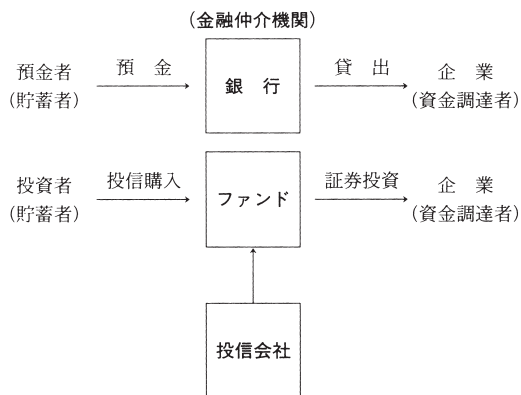 （金融仲介機関）
預金者
（貯蓄者）
預　金
銀　行
貸　出
企　業
（資金調達者）
投資者
（貯蓄者）
投信購入
ファンド
証券投資
企　業
（資金調達者）
投信会社